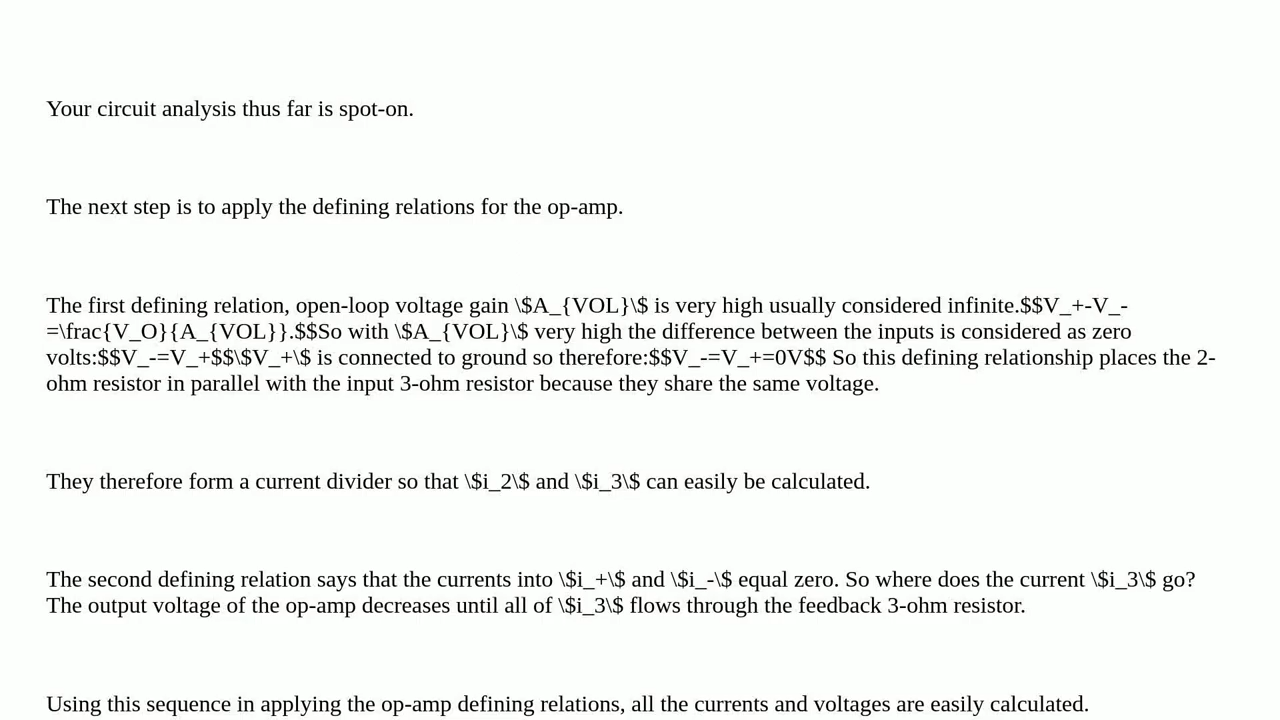 Your circuit analysis thus far is spot-on.
The next step is to apply the defining relations for the op-amp.
The first defining relation, open-loop voltage gain \$A_{VOL}\$ is very high usually considered infinite.$$V_+-V_-
=\frac{V_O}{A_{VOL}}.$$So with \$A_{VOL}\$ very high the difference between the inputs is considered as zero
volts:$$V_-=V_+$$\$V_+\$ is connected to ground so therefore:$$V_-=V_+=0V$$ So this defining relationship places the 2-
ohm resistor in parallel with the input 3-ohm resistor because they share the same voltage.
They therefore form a current divider so that \$i_2\$ and \$i_3\$ can easily be calculated.
The second defining relation says that the currents into \$i_+\$ and \$i_-\$ equal zero. So where does the current \$i_3\$ go?
The output voltage of the op-amp decreases until all of \$i_3\$ flows through the feedback 3-ohm resistor.
Using this sequence in applying the op-amp defining relations, all the currents and voltages are easily calculated.